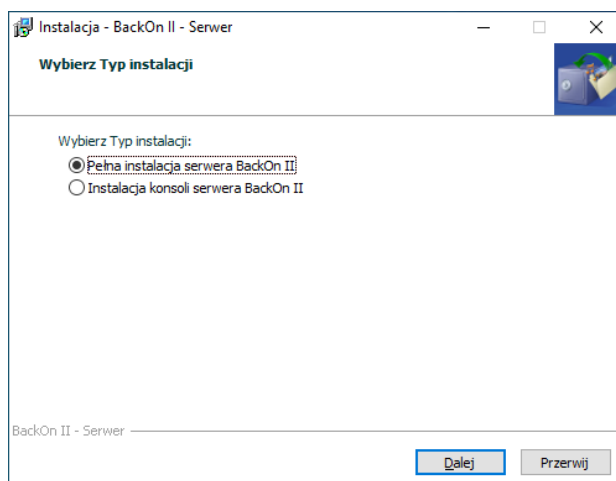 Instalacja - BackOn II - Serwer
Wybierz Typ instalacji
Wybierz Typ instalacji:
Pełna instalacja serwera BackOn II
Instalacja konsoli serwera BackOn II
BackOn II - Serwer
Dalej Przerwij